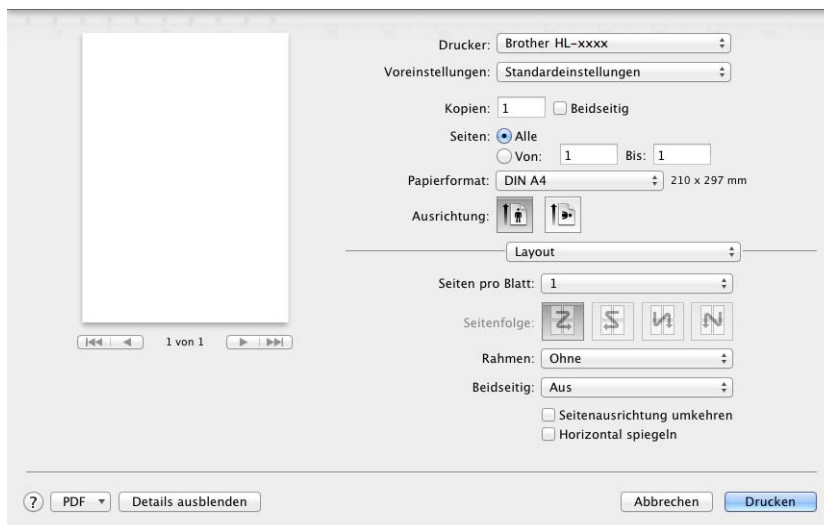 Drucker: Brother HL-xxxx
Voreinstellungen: Standardeinstellungen
Kopien: 1 Beidseitig
Seiten: Alle
Von: 1 Bis: 1
Papierformat: DIN A4 210 x 297 mm
Ausrichtung:
Layout
Seiten pro Blatt: 1
Seitenfolge:
1 von 1
Rahmen: Ohne
Beidseitig: Aus
Seitenausrichtung umkehren
Horizontal spiegeln
? PDF Details ausblenden Abbrechen Drucken